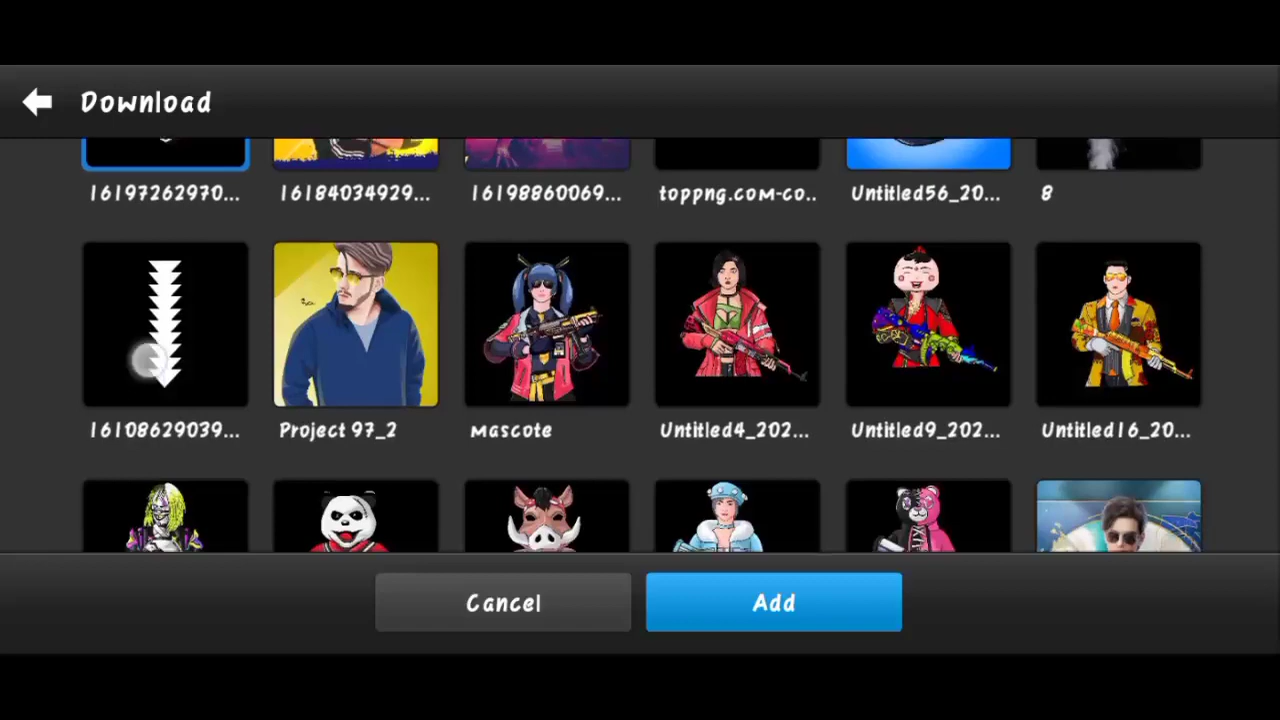 Download
16197262970...
16184034929...
16198860069...
toppng.com-co..
Untitled56_20...
8
16108629039...
Project 97_2
mascote
Untitled4_202...
Untitled9_202...
Untitled16_20...
Cancel
Add